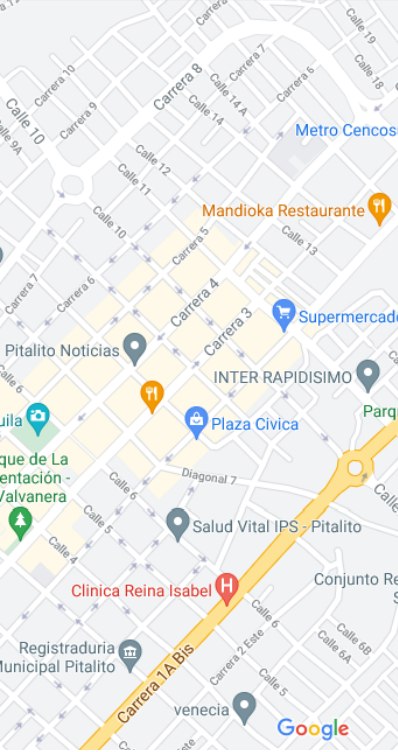 Carrera 8
Calle 19
Carrera 7
Calle 18
Carrera 10
Carrera 6
Calle 14 A
Carrera 8
Calle 10
Carrera 9
Calle 14
Metro Cencos
Calle 9A
Calle 12
Calle 11
Mandioka Restaurante
Calle 10
Carrera 5
Calle 13
Carrera 7
Carrera 6
Carrera 4
Carrera 3
Supermercado
Pitalito Noticias
INTER RAPIDISIMO
Calle 6
uila
Plaza Civica
Parq
que de La
entación -
Valvanera
Calle 6
Diagonal 7
Calle
Calle 5
Salud Vital IPS - Pitalito
Calle 4
Conjunto Re
S
Clinica Reina Isabel
Calle 6
Calle 6B
Calle 6A
Registraduria
Municipal Pitalito
Carrera 2 Este
Carrera 1A Bis
Calle 5
venecia
Google